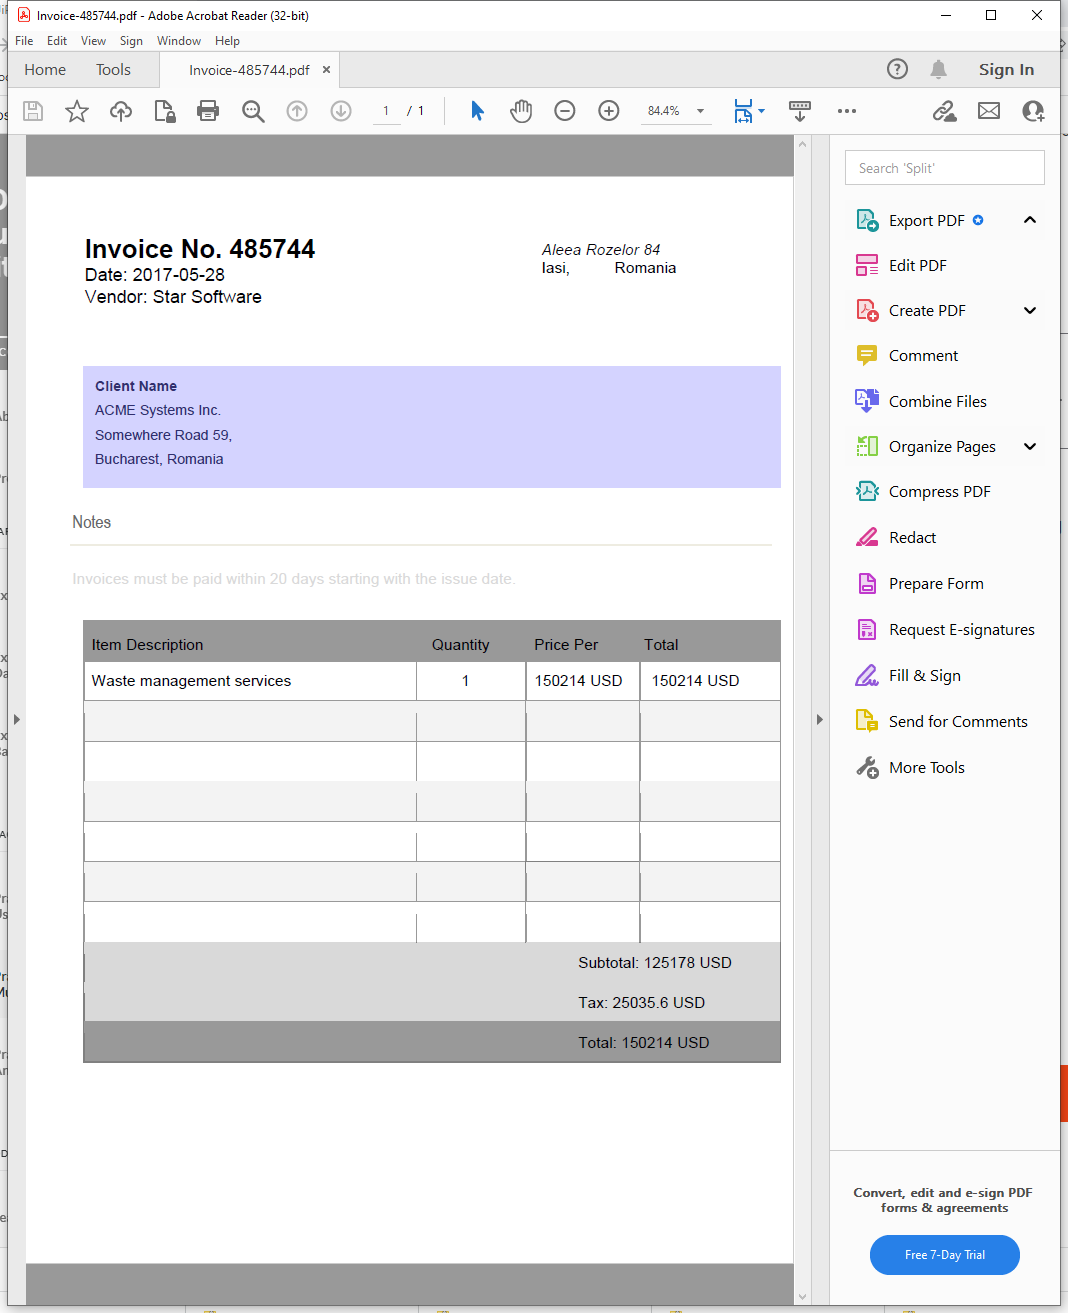 Invoice-485744.pdf - Adobe Acrobat Reader (32-bit)
File Edit View Sign Window Help
Home Tools Invoice-485744.pdf × Sign In
1 / 1 84.4%
Invoice No. 485744
Date: 2017-05-28
Vendor: Star Software
Aleea Rozelor 84
Iasi, Romania
Client Name
ACME Systems Inc.
Somewhere Road 59,
Bucharest, Romania
Notes
Invoices must be paid within 20 days starting with the issue date.
Item Description Quantity Price Per Total
Waste management services 1 150214 USD 150214 USD
Subtotal: 125178 USD
Tax: 25035.6 USD
Total: 150214 USD
Search 'Split'
Export PDF
Edit PDF
Create PDF
Comment
Combine Files
Organize Pages
Compress PDF
Redact
Prepare Form
Request E-signatures
Fill & Sign
Send for Comments
More Tools
Convert, edit and e-sign PDF
forms & agreements
Free 7-Day Trial